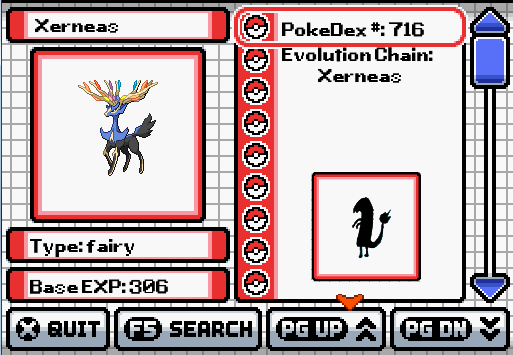 Xerneas
PokeDex #: 716
Evolution Chain:
Xerneas
Type: fairy
Base EXP: 306
X QUIT
F5 SEARCH
PG UP
PG DN